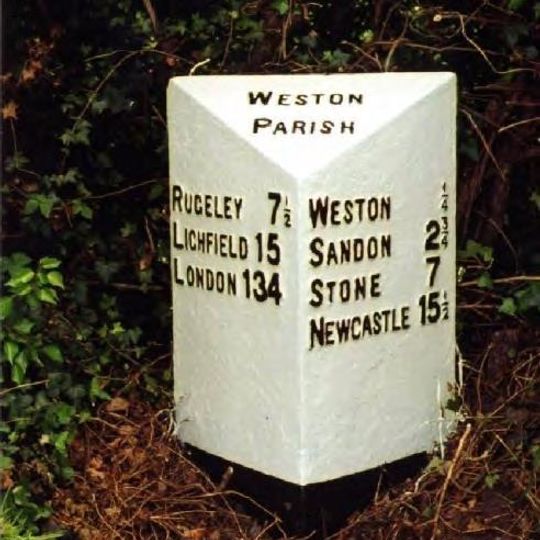 WESTON
PARISH
RUGELEY 7½
LICHFIELD 15
LONDON 134
WESTON ¼
SANDON 2¾
STONE 7
NEWCASTLE 15½